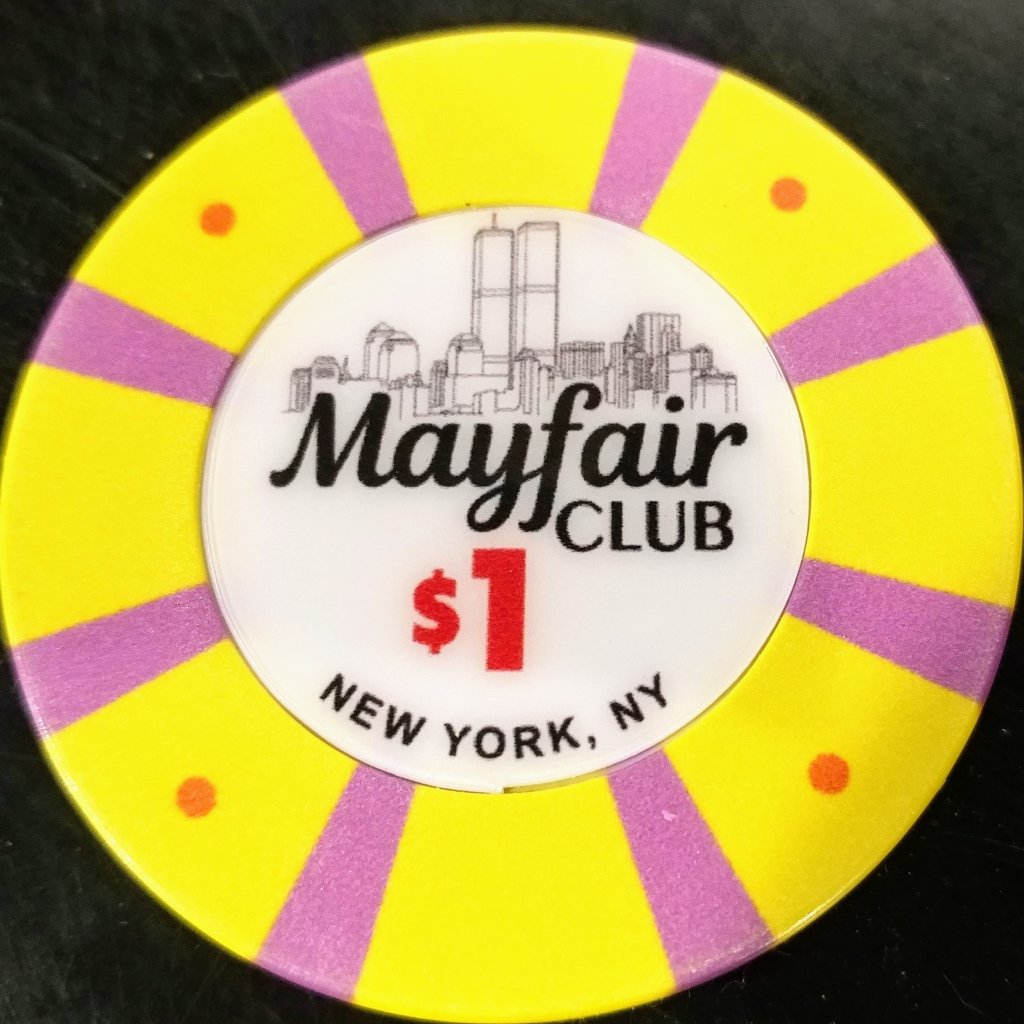 Mayfair
CLUB
$1
NEW YORK, NY